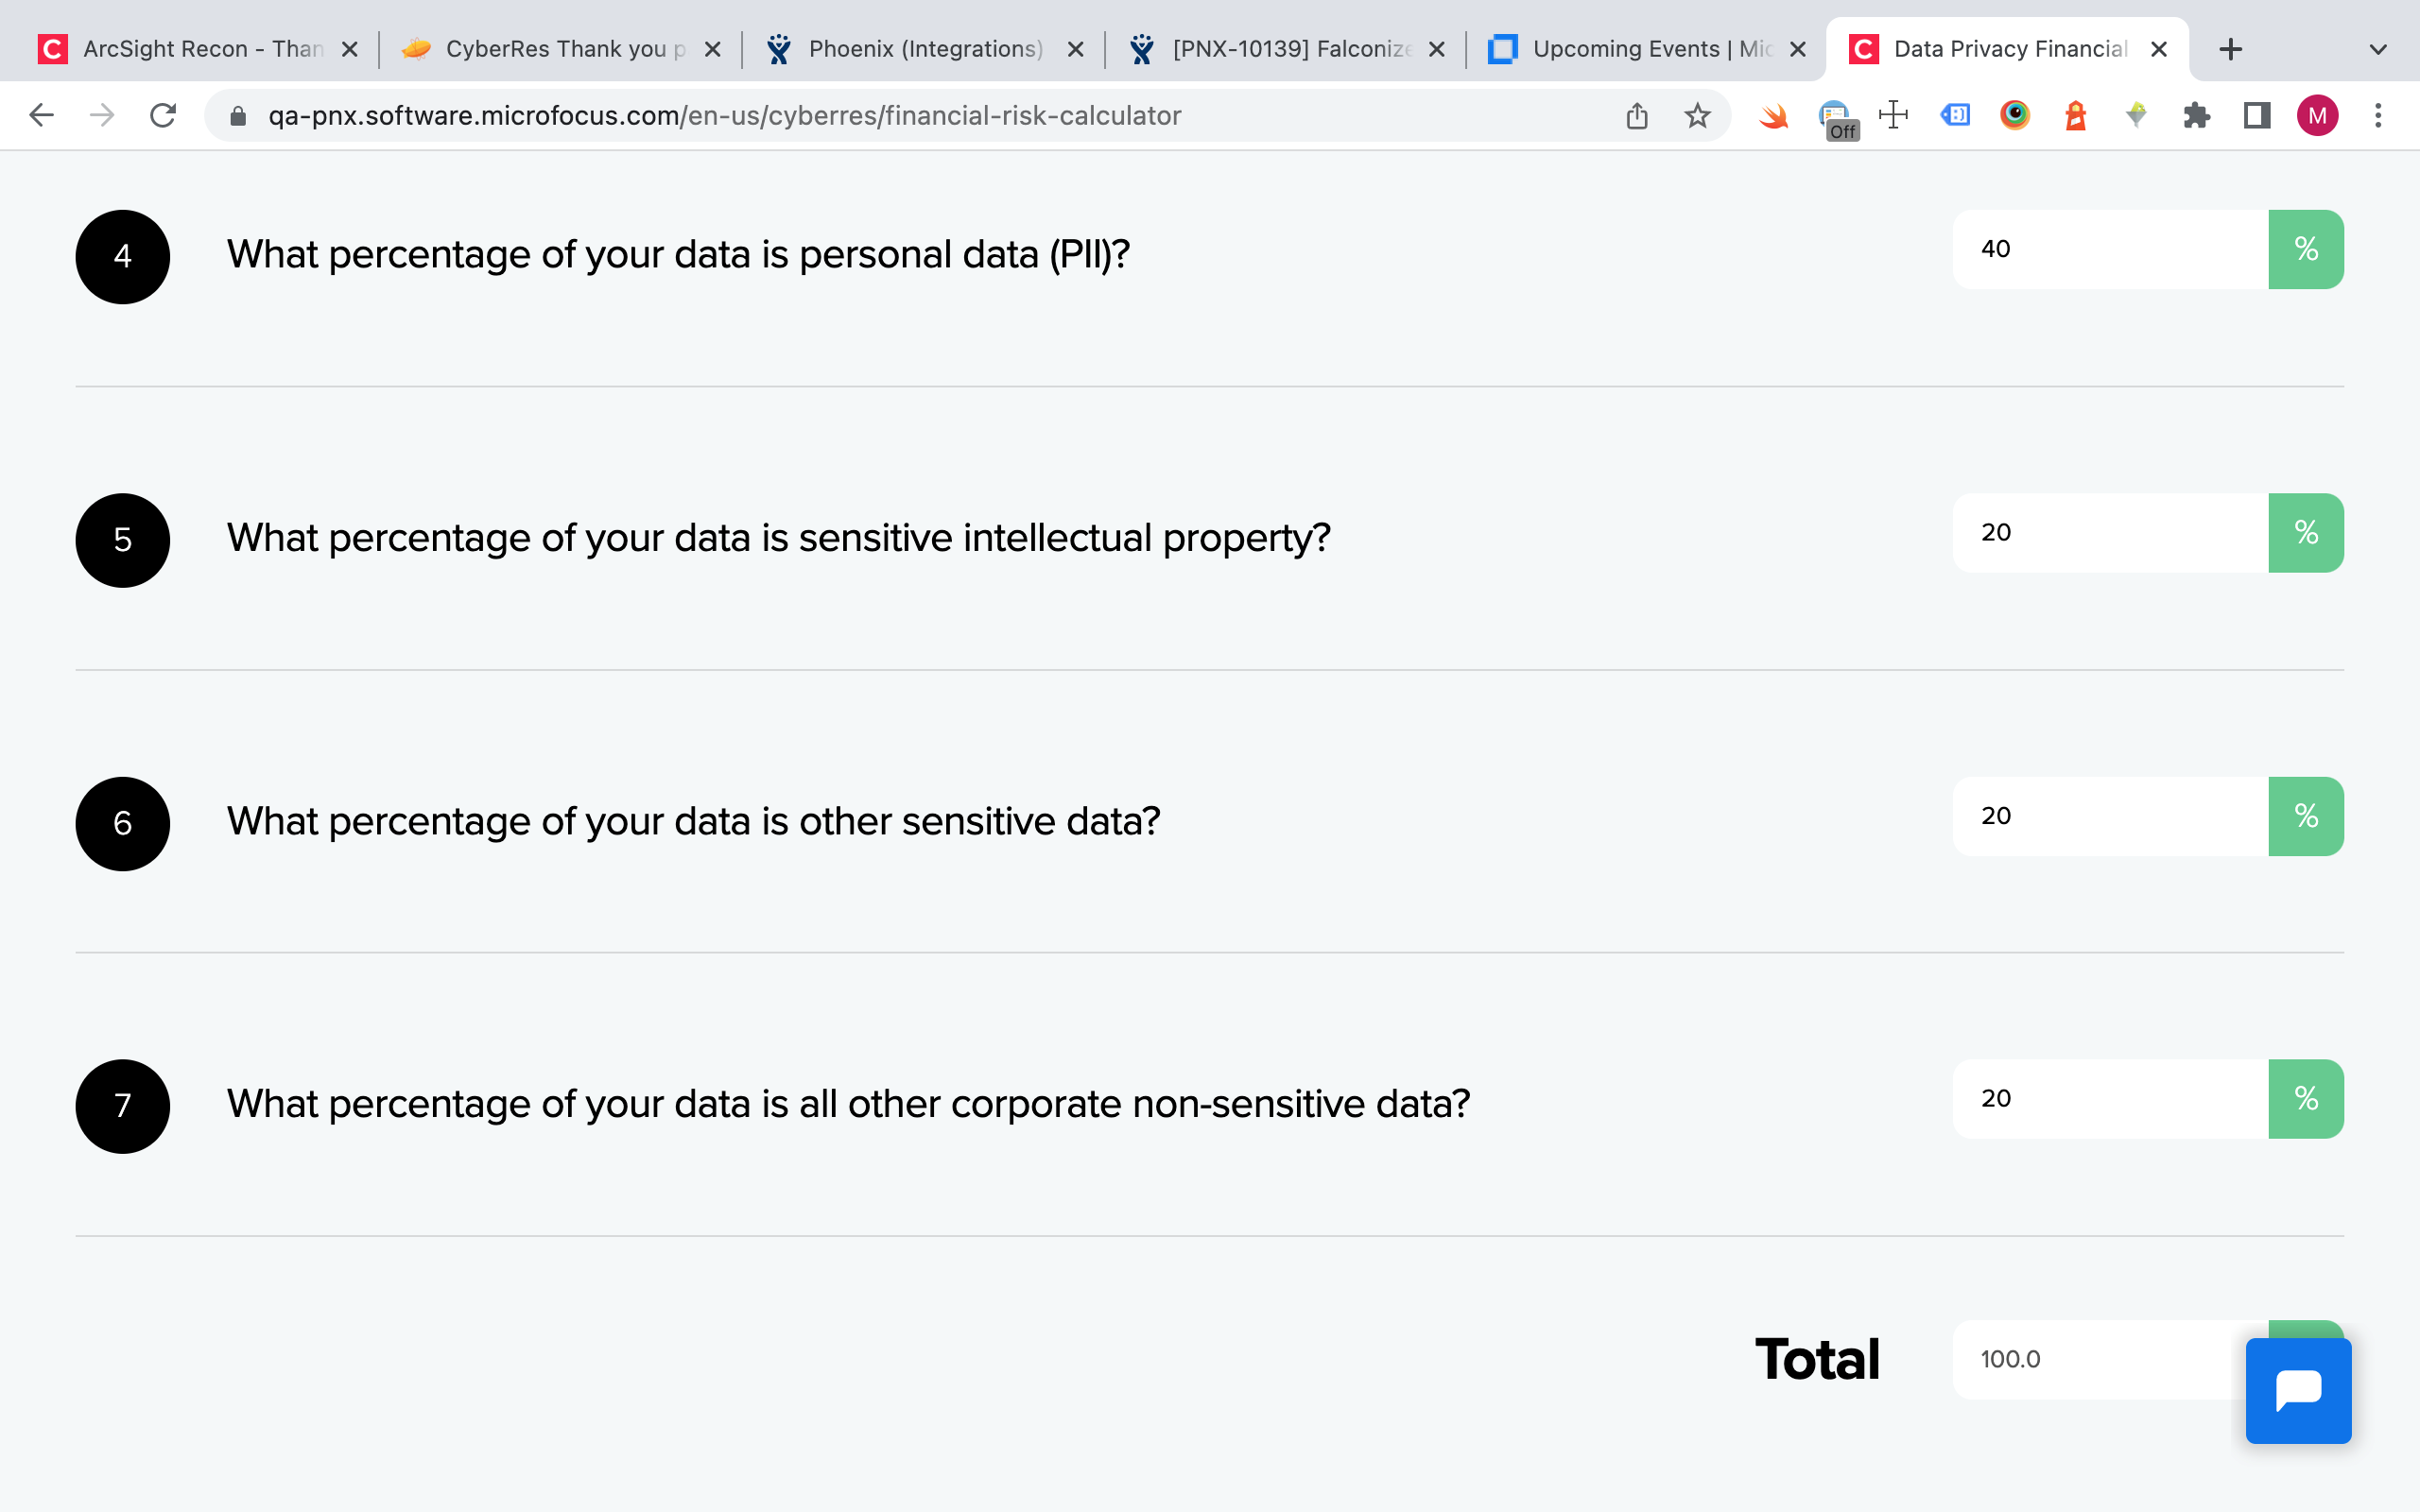 ArcSight Recon - Than
CyberRes Thank you p
Phoenix (Integrations)
[PNX-10139] Falconize
Upcoming Events | Mic
Data Privacy Financial
qa-pnx.software.microfocus.com/en-us/cyberres/financial-risk-calculator
Off
M
4
What percentage of your data is personal data (PII)?
40
%
5
What percentage of your data is sensitive intellectual property?
20
%
6
What percentage of your data is other sensitive data?
20
%
7
What percentage of your data is all other corporate non-sensitive data?
20
%
Total
100.0